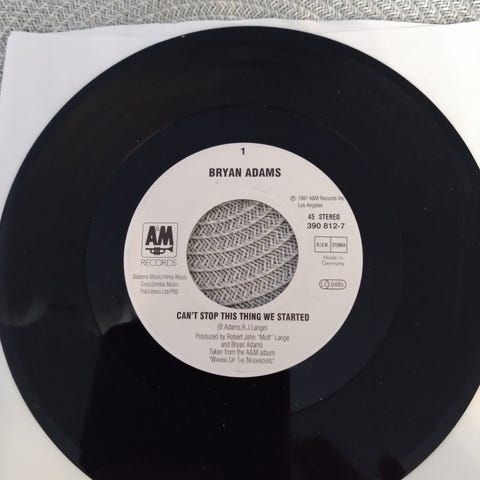 1
BRYAN ADAMS
℗ 1991 A&M Records Inc
Los Angeles
45 STEREO
390 812-7
B.I.E.M. STEMRA
Made in
Germany
LC 0485
A&M
RECORDS
Badams Music/Almo Music
Corp/Zomba Music
Publishers Ltd/PRS
CAN'T STOP THIS THING WE STARTED
(B.Adams,R.J.Lange)
Produced by Robert John "Mutt" Lange
and Bryan Adams
Taken from the A&M album
"WAKING UP THE NEIGHBOURS"